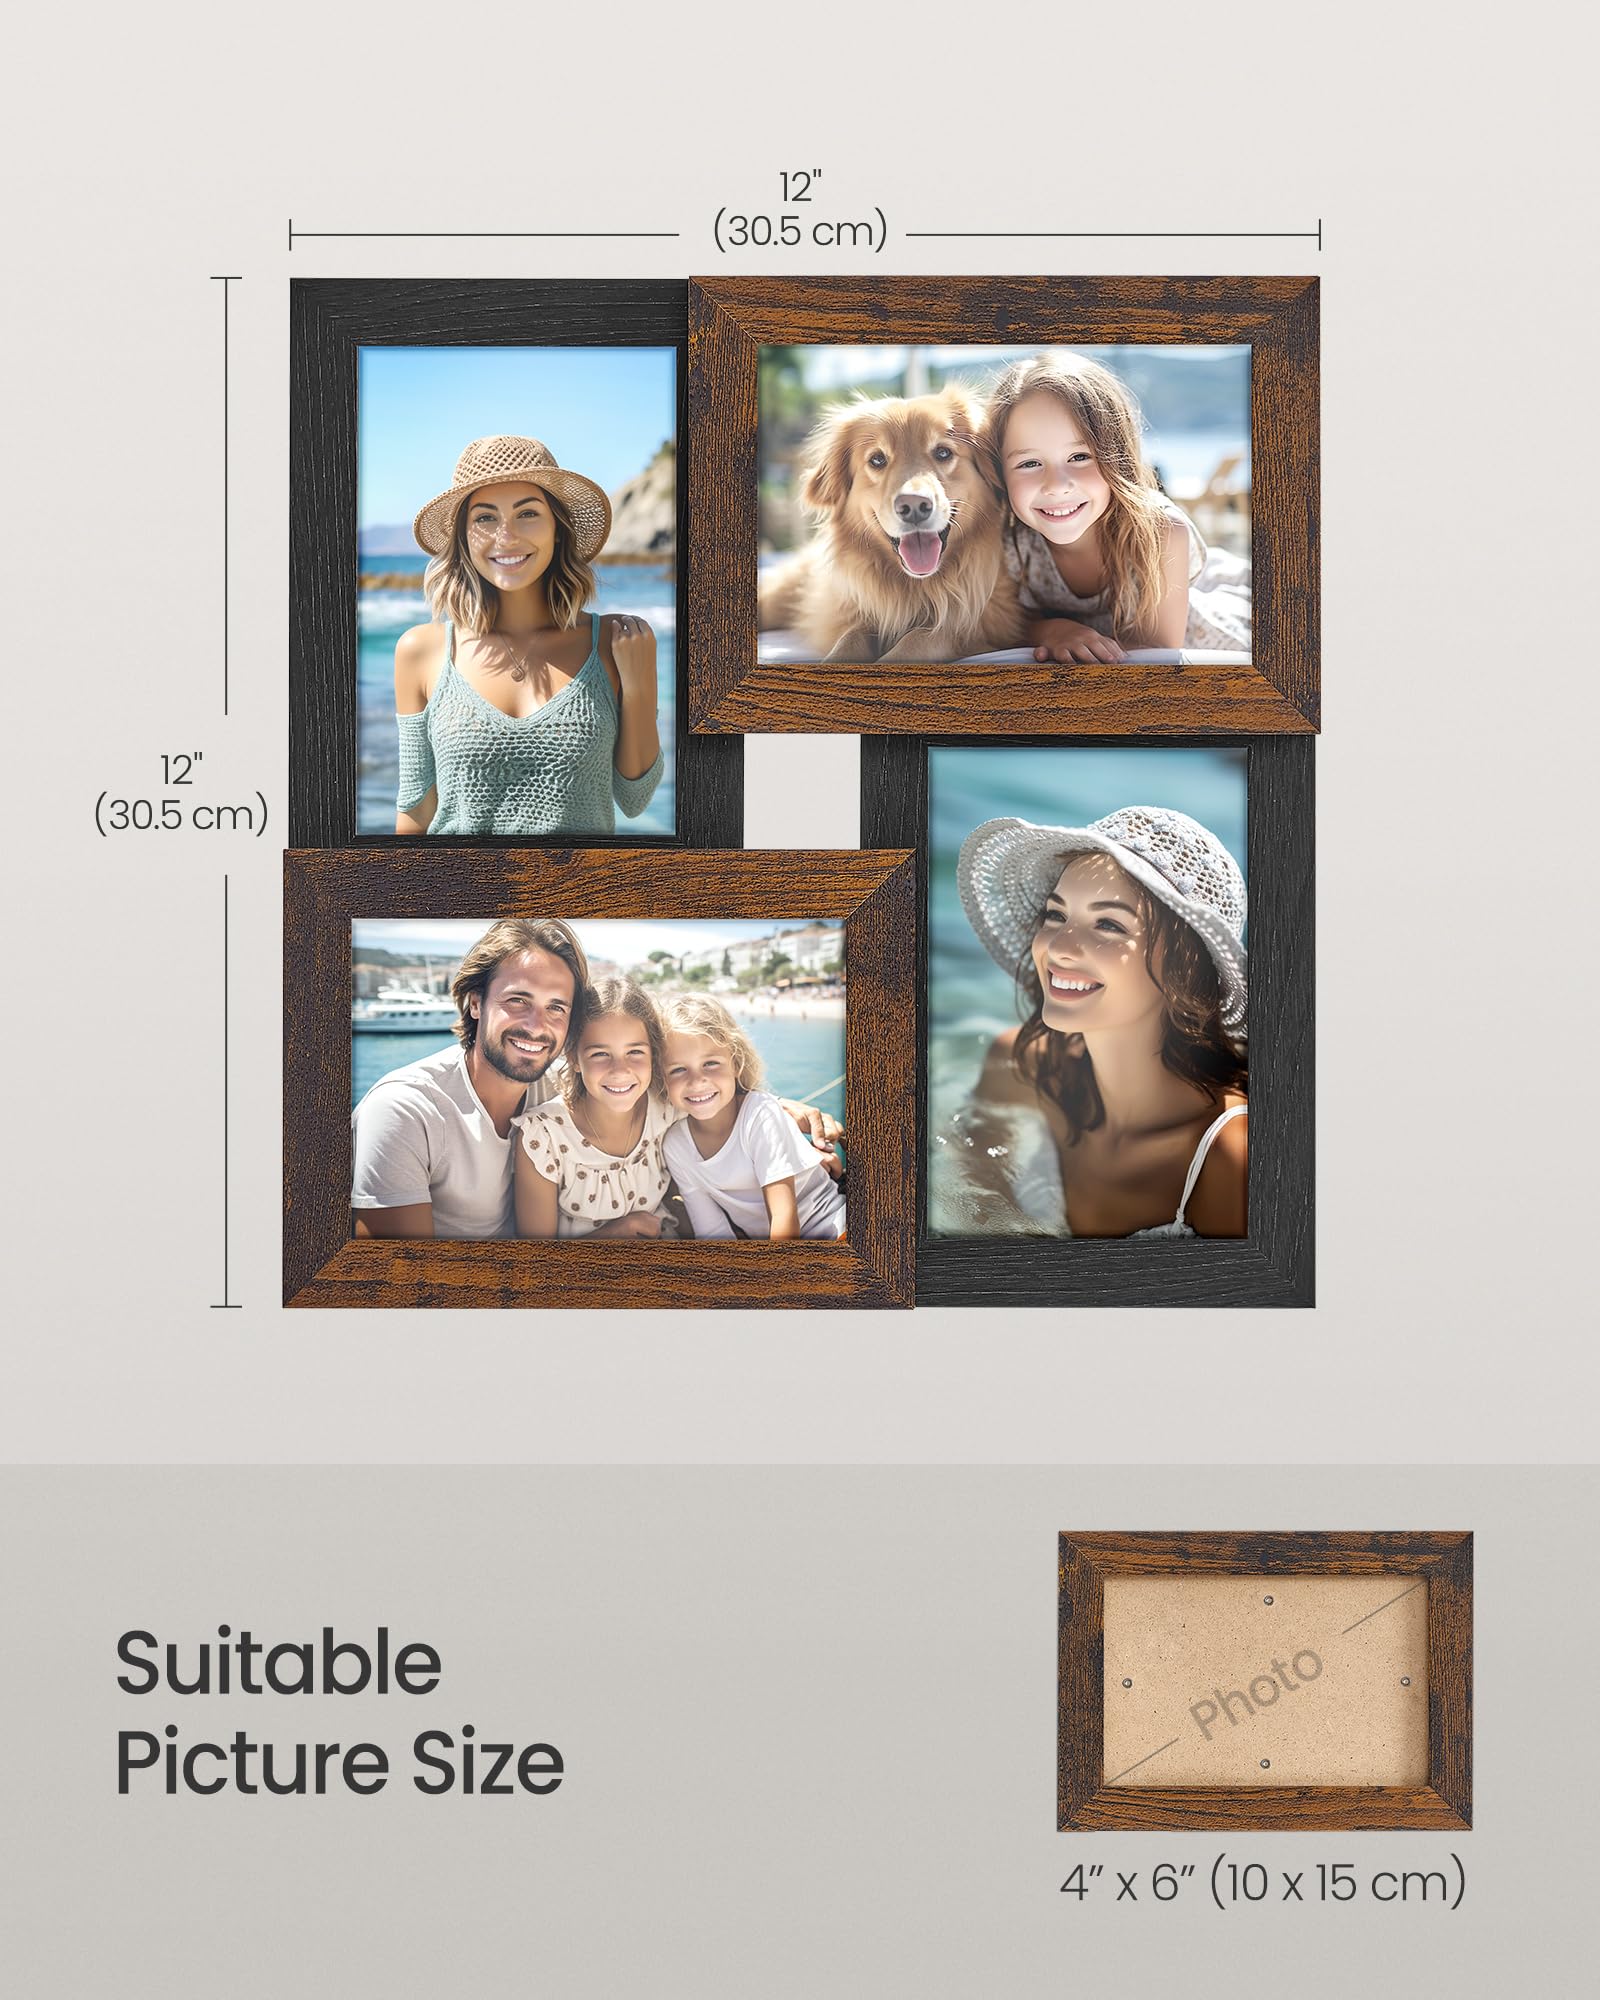 12"
(30.5 cm)
12"
(30.5 cm)
Suitable
Picture Size
Photo
4” x 6” (10 x 15 cm)